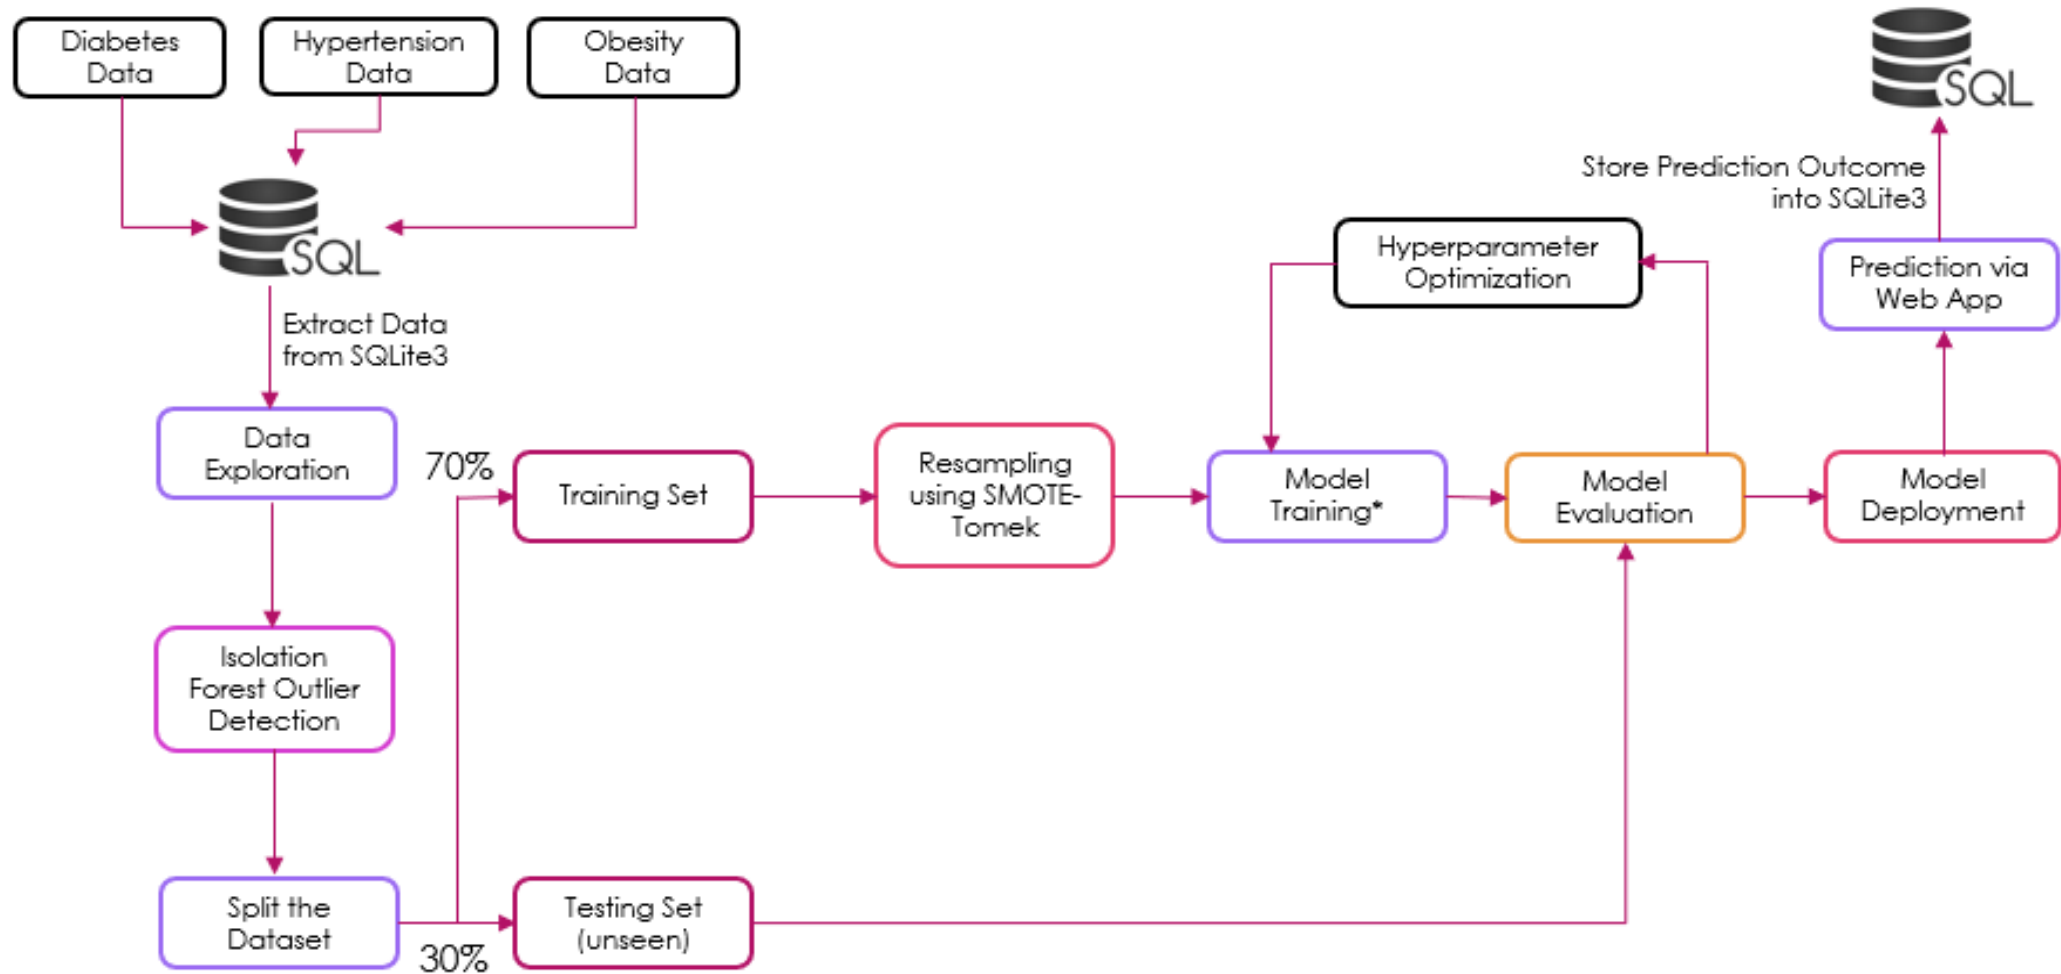 Diabetes
Data
Hypertension
Data
Obesity
Data
SQL
Extract Data
from SQLite3
Data
Exploration
Isolation
Forest Outlier
Detection
Split the
Dataset
70%
30%
Training Set
Testing Set
(unseen)
Resampling
using SMOTE-
Tomek
Model
Training*
Hyperparameter
Optimization
Model
Evaluation
Model
Deployment
Prediction via
Web App
Store Prediction Outcome
into SQLite3
SQL